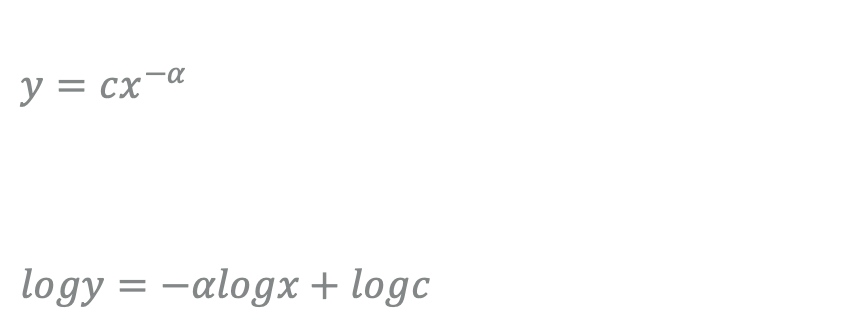 y = cx^{-α}
logy = −αlogx + logc